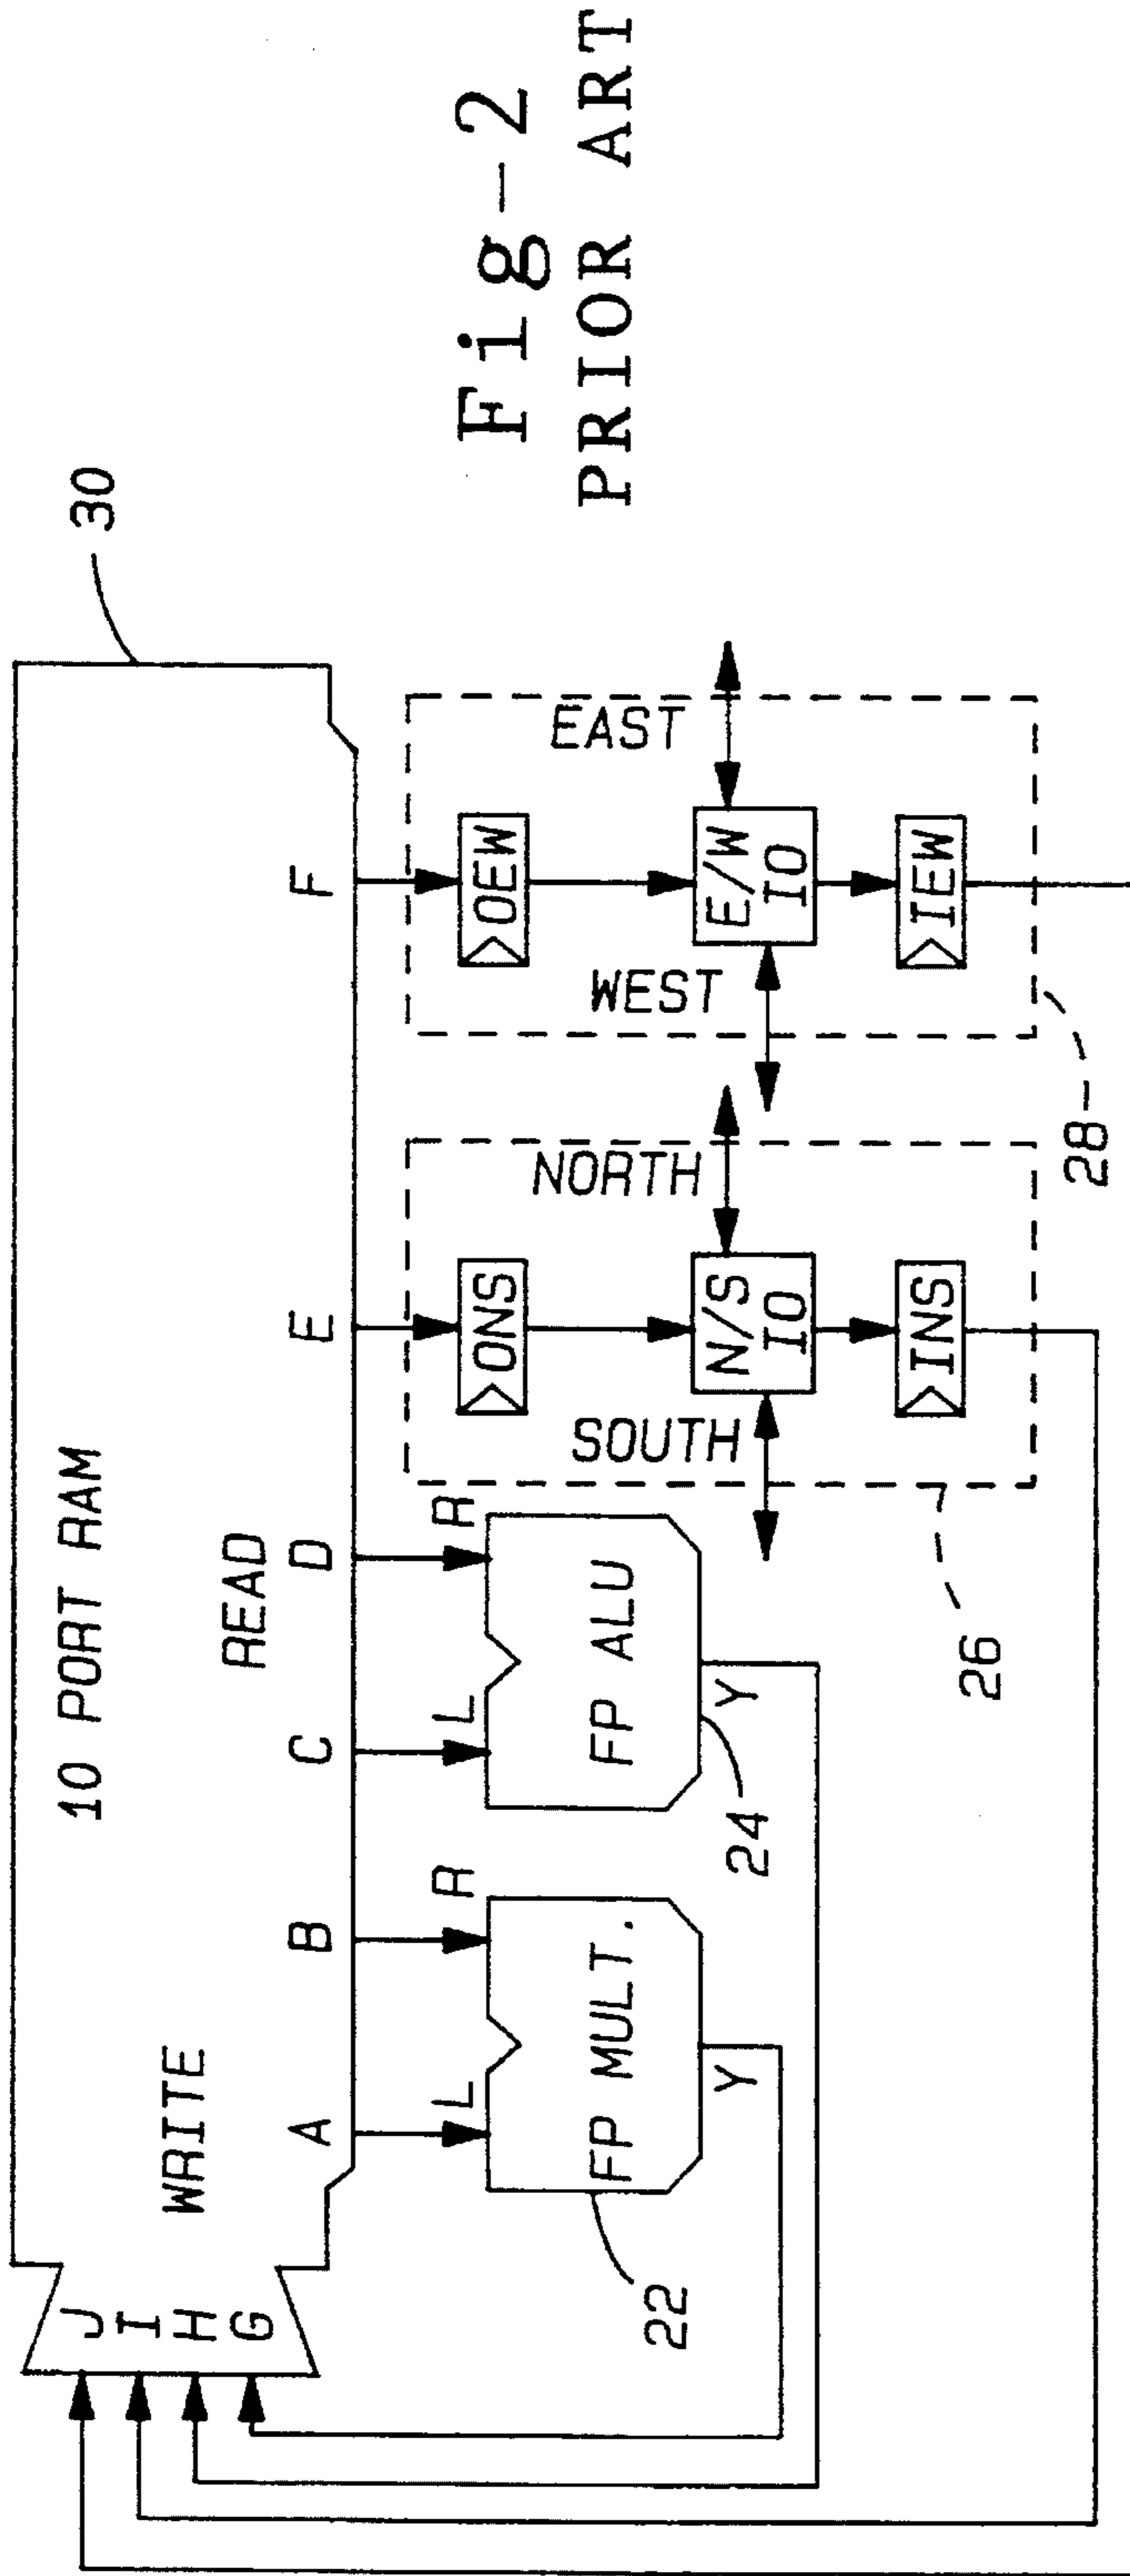 10 PORT RAM
30
WRITE
READ
J
I
H
G
A
B
C
D
E
F
L
R
L
R
FP MULT.
FP ALU
Y
Y
22
24
>ONS
>OEW
SOUTH
NORTH
WEST
EAST
N/S
IO
E/W
IO
>INS
>IEW
26
28
Fig-2
PRIOR ART